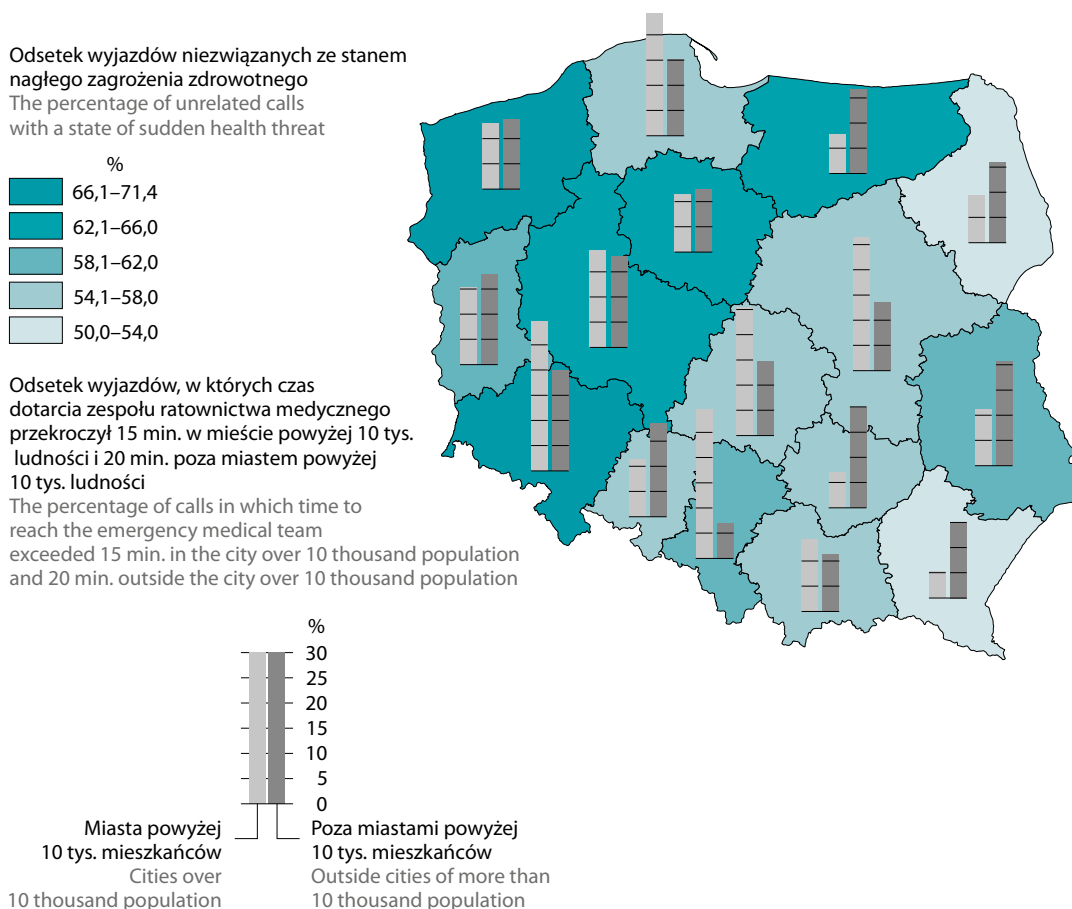 Odsetek wyjazdów niezwiązanych ze stanem
nagłego zagrożenia zdrowotnego
The percentage of unrelated calls
with a state of sudden health threat
%
66,1–71,4
62,1–66,0
58,1–62,0
54,1–58,0
50,0–54,0
Odsetek wyjazdów, w których czas
dotarcia zespołu ratownictwa medycznego
przekroczył 15 min. w mieście powyżej 10 tys.
ludności i 20 min. poza miastem powyżej
10 tys. ludności
The percentage of calls in which time to
reach the emergency medical team
exceeded 15 min. in the city over 10 thousand population
and 20 min. outside the city over 10 thousand population
%
30
25
20
15
10
5
0
Miasta powyżej
10 tys. mieszkańców
Cities over
10 thousand population
Poza miastami powyżej
10 tys. mieszkańców
Outside cities of more than
10 thousand population